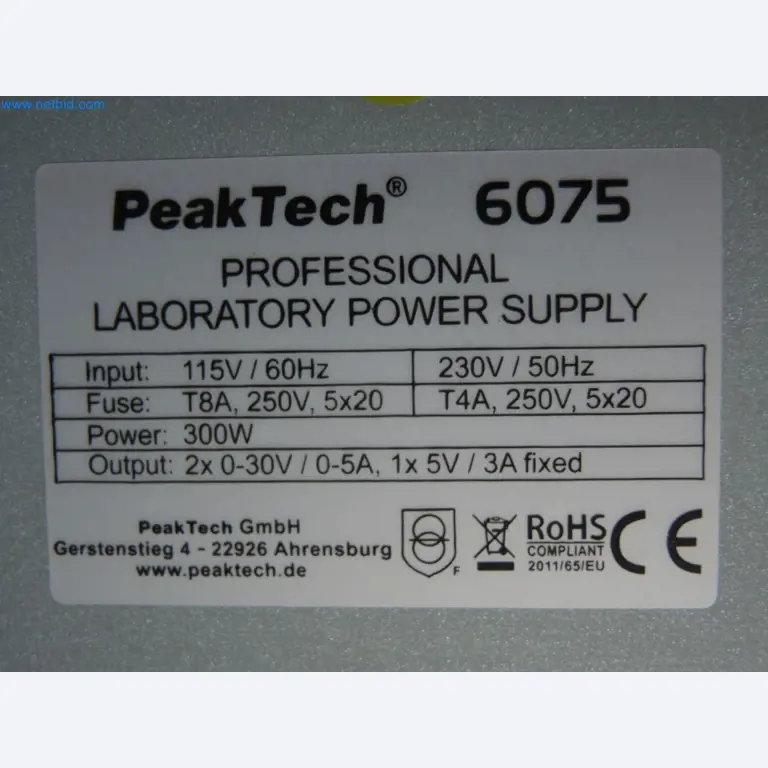 www.netbid.com
PeakTech® 6075
PROFESSIONAL
LABORATORY POWER SUPPLY
Input: 115V / 60Hz 230V / 50Hz
Fuse: T8A, 250V, 5x20 T4A, 250V, 5x20
Power: 300W
Output: 2x 0-30V / 0-5A, 1x 5V / 3A fixed
PeakTech GmbH
Gerstenstieg 4 - 22926 Ahrensburg
www.peaktech.de
F
RoHS
COMPLIANT
2011/65/EU
CE